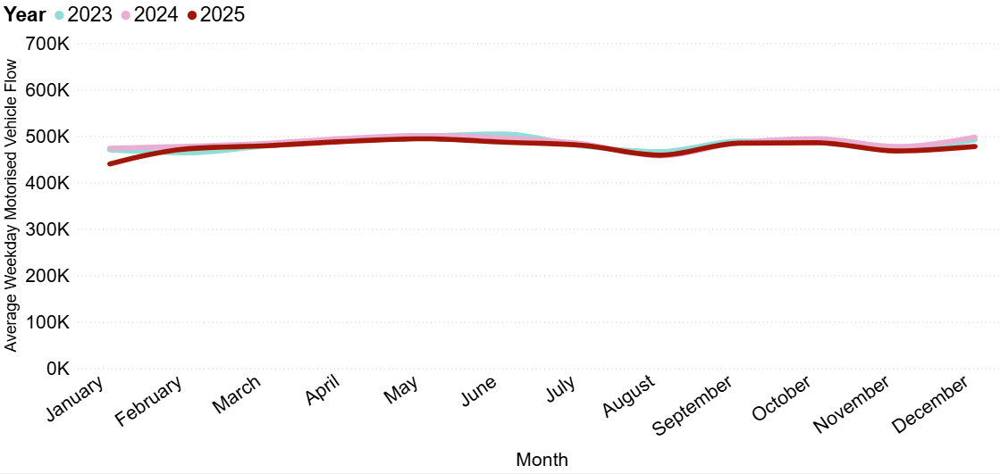 Year 2023 2024 2025
Average Weekday Motorised Vehicle Flow
700K
600K
500K
400K
300K
200K
100K
0K
January February March April May June July August September October November December
Month